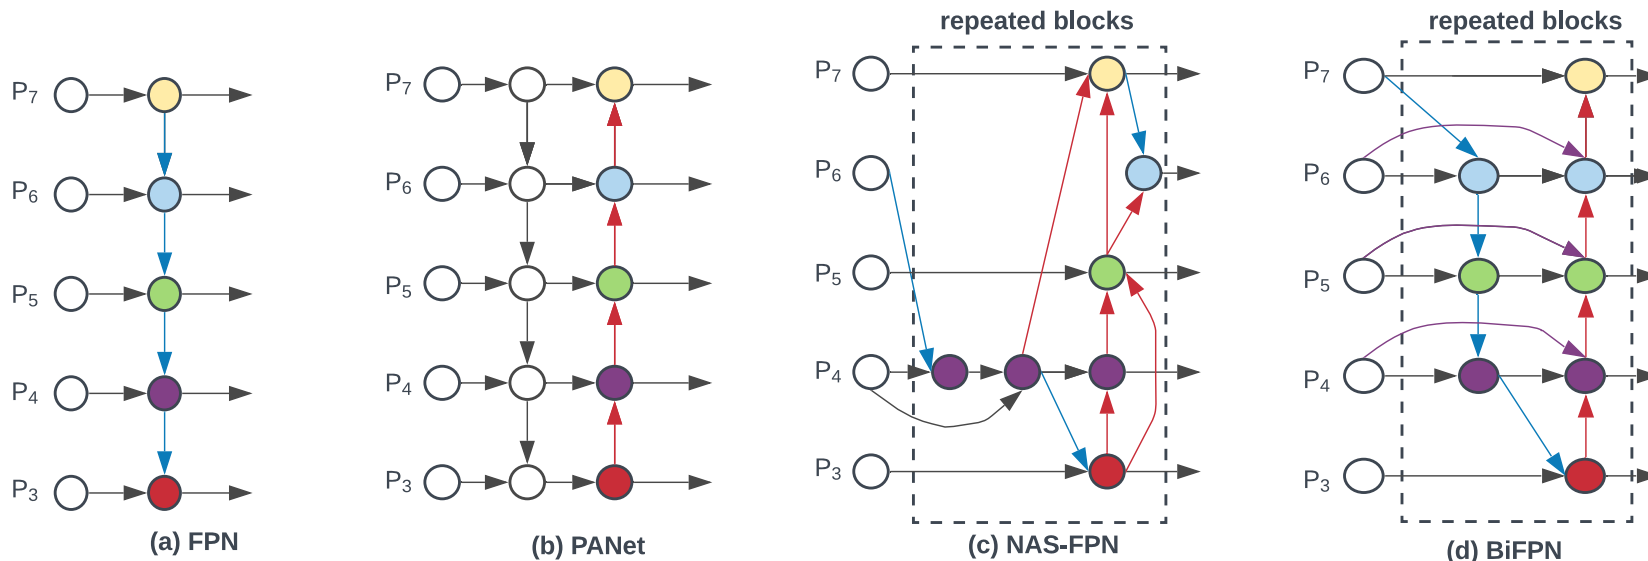 repeated blocks
repeated blocks
P7
P6
P5
P4
P3
(a) FPN
P7
P6
P5
P4
P3
(b) PANet
P7
P6
P5
P4
P3
(c) NAS-FPN
P7
P6
P5
P4
P3
(d) BiFPN